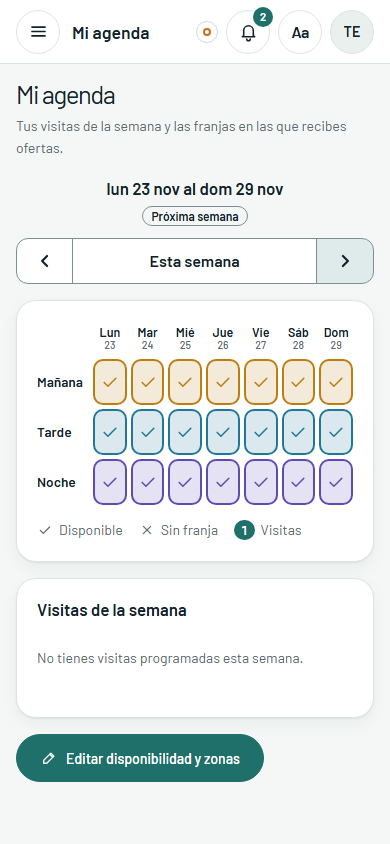 Mi agenda
2
Aa
TE
Mi agenda
Tus visitas de la semana y las franjas en las que recibes
ofertas.
lun 23 nov al dom 29 nov
Próxima semana
Esta semana
Lun Mar Mié Jue Vie Sáb Dom
23 24 25 26 27 28 29
Mañana
Tarde
Noche
Disponible Sin franja 1 Visitas
Visitas de la semana
No tienes visitas programadas esta semana.
Editar disponibilidad y zonas